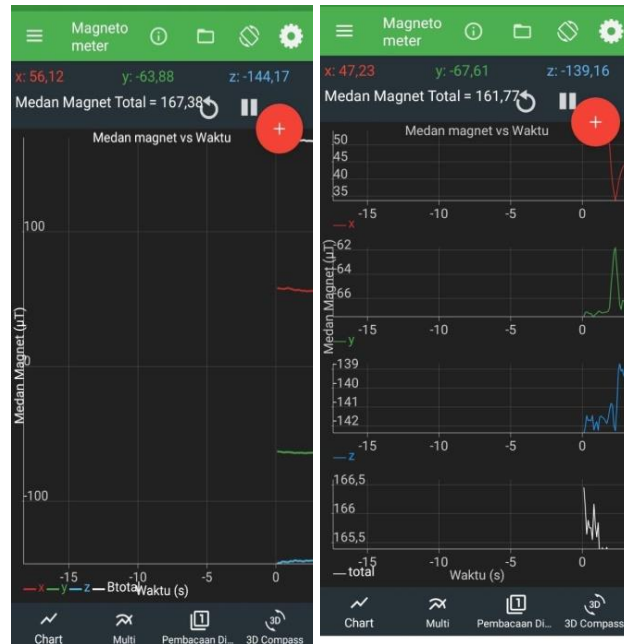 Magneto
meter
x: 56,12 y: -63,88 z: -144,17
Medan Magnet Total = 167,38
+
Medan magnet vs Waktu
100
0
-100
Medan Magnet (µT)
-15 -10 -5 0
x y z Btotal
Waktu (s)
Chart Multi Pembacaan Di... 3D Compass
Magneto
meter
x: 47,23 y: -67,61 z: -139,16
Medan Magnet Total = 161,77
+
Medan magnet vs Waktu
50
45
40
35
-15 -10 -5 0
x
-62
-64
-66
Medan Magnet (µT)
-15 -10 -5 0
y
-139
-140
-141
-142
-15 -10 -5 0
z
166,5
166
165,5
-15 -10 -5 0
total
Waktu (s)
Chart Multi Pembacaan Di... 3D Compass